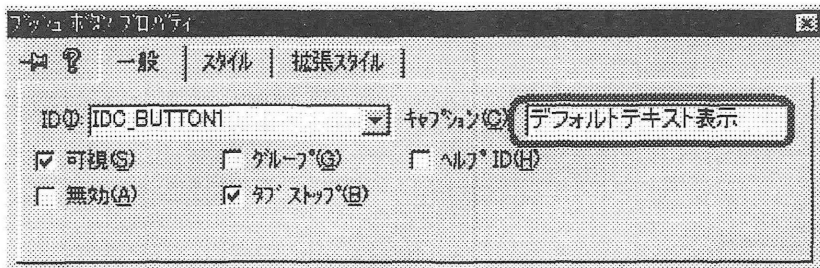 プッシュ ボタン プロパティ
一般 スタイル 拡張スタイル
ID(I): IDC_BUTTON1 キャプション(C): デフォルトテキスト表示
可視(S) グループ(G) ヘルプ ID(H)
無効(A) タブ ストップ(B)